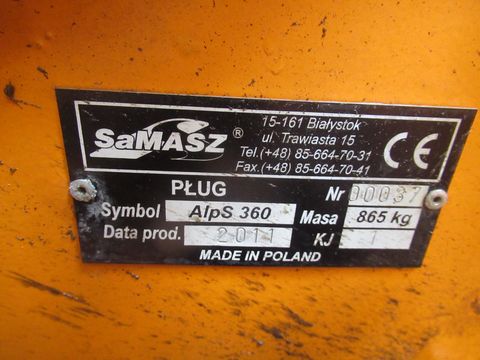 SaMASZ®
15-161 Białystok
ul. Trawiasta 15
Tel.(+48) 85-664-70-31
Fax.(+48) 85-664-70-41
CE
PŁUG Nr 00037
Symbol AlpS 360 Masa 865 kg
Data prod. 2011 KJ 1
MADE IN POLAND